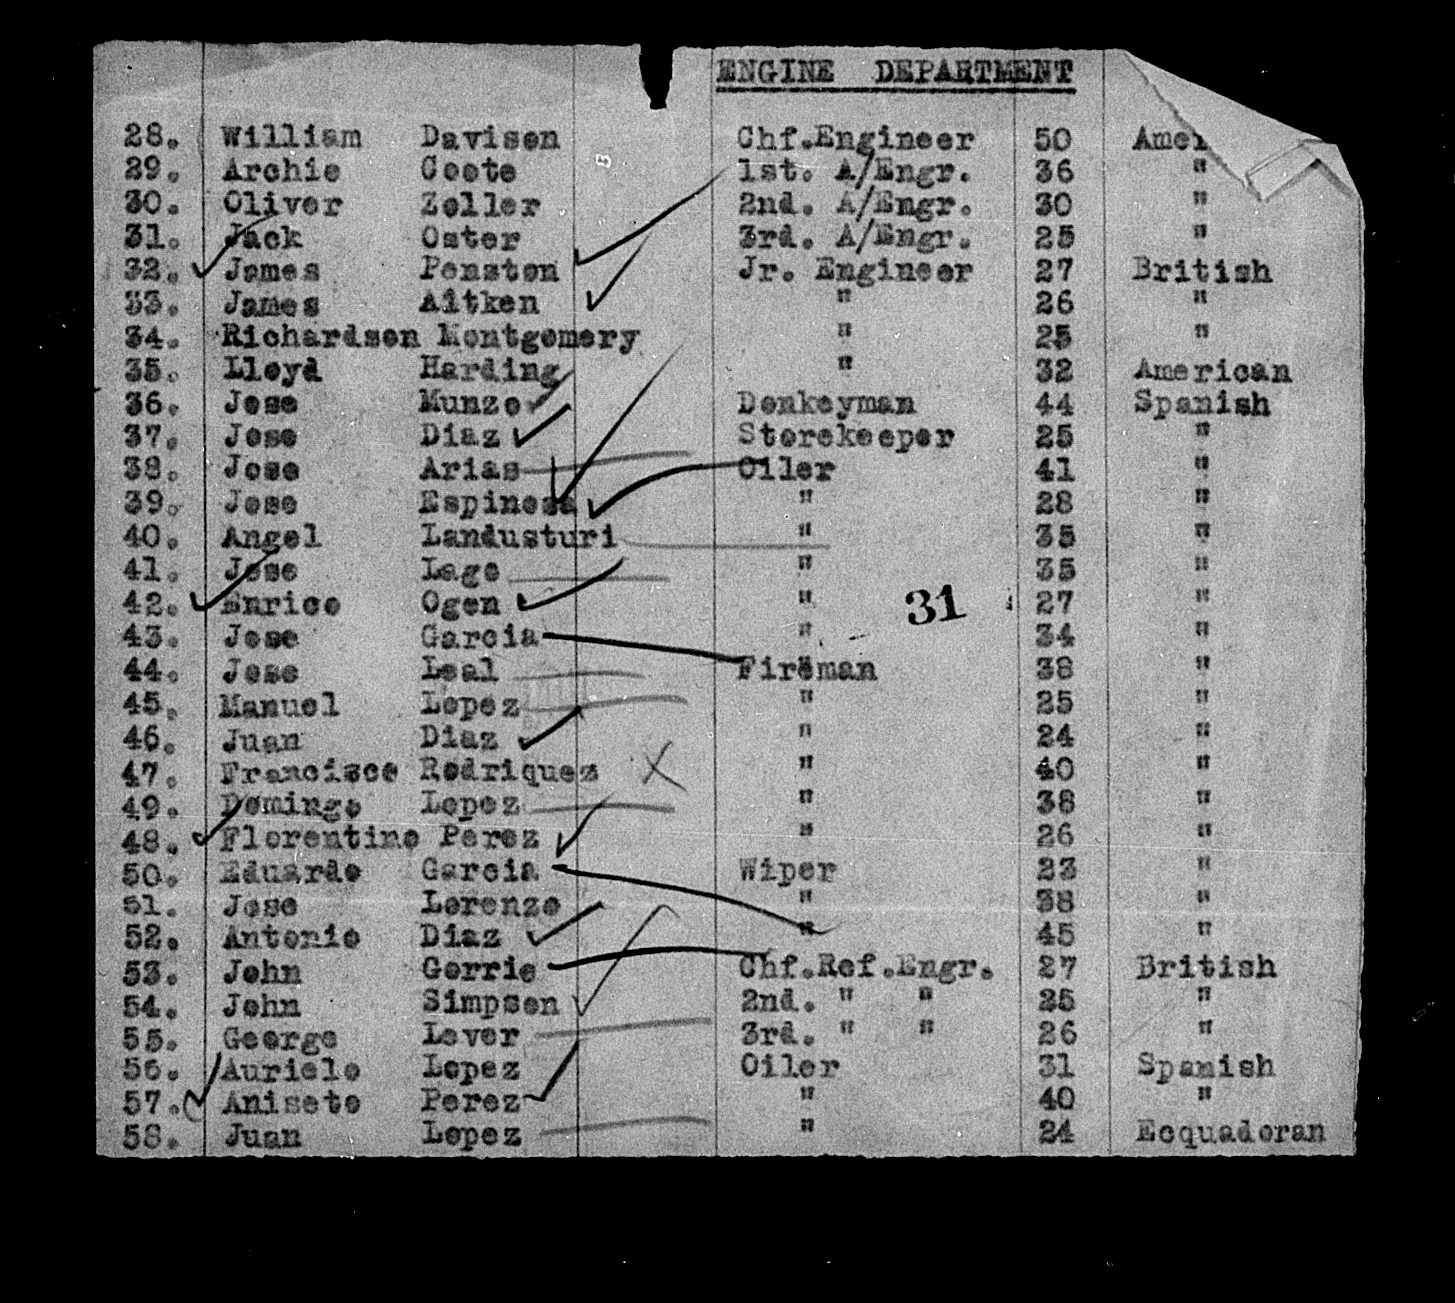 ENGINE DEPARTMENT
28. William Davison Chf.Engineer 50 Amer
29. Archie Coote 1st. A/Engr. 36 "
30. Oliver Zeller 2nd. A/Engr. 30 "
31. Jack Oster 3rd. A/Engr. 25 "
32. James Penston Jr. Engineer 27 British
33. James Aitken " 26 "
34. Richardson Montgomery " 25 "
35. Lloyd Harding " 32 American
36. Jose Munzo Donkeyman 44 Spanish
37. Jose Diaz Storekeeper 25 "
38. Jose Arias Oiler 41 "
39. Jose Espinosa " 28 "
40. Angel Landusturi " 35 "
41. Jose Lage " 35 "
42. Enrico Ogen " 27 "
31
43. Jose Garcia " 34 "
44. Jose Leal Fireman 38 "
45. Manuel Lopez " 25 "
46. Juan Diaz " 24 "
47. Francisco Rodriquez X " 40 "
49. Domingo Lopez " 38 "
48. Florentino Perez " 26 "
50. Eduardo Garcia Wiper 23 "
51. Jose Lorenzo " 38 "
52. Antonio Diaz " 45 "
53. John Gorrie Chf.Ref.Engr. 27 British
54. John Simpson 2nd. " " 25 "
55. George Lever 3rd. " " 26 "
56. Aurielo Lopez Oiler 31 Spanish
57. Aniseto Perez " 40 "
58. Juan Lopez " 24 Ecquadoran